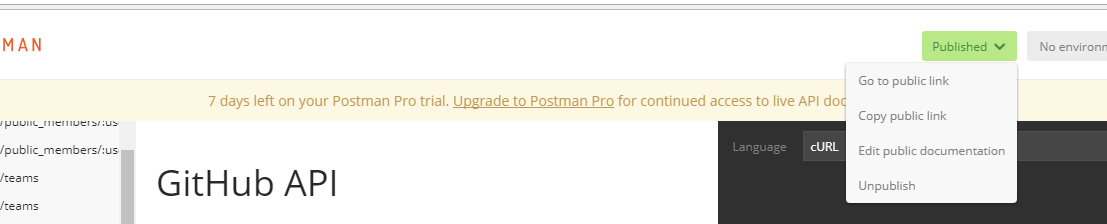 MAN
Published
No environm
Go to public link
7 days left on your Postman Pro trial. Upgrade to Postman Pro for continued access to live API doc
Copy public link
/public_members/:us
/public_members/:us
Language
cURL
Edit public documentation
GitHub API
/teams
Unpublish
/teams